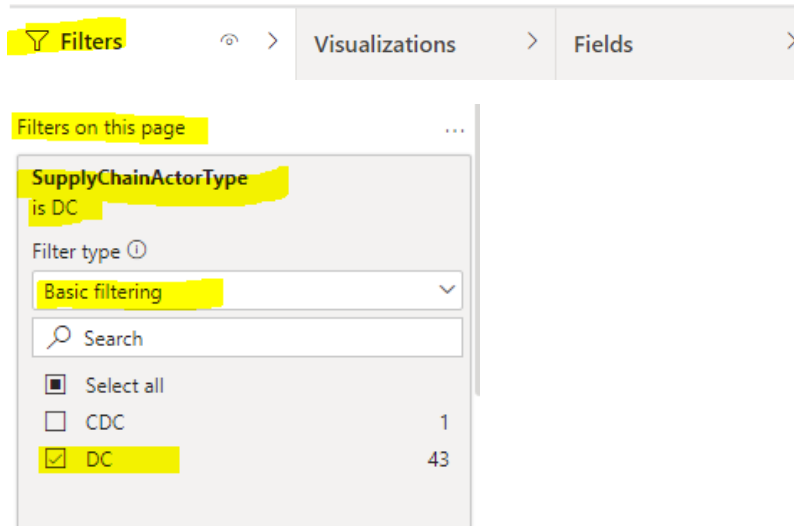 Filters
Visualizations
Fields
Filters on this page
...
SupplyChainActorType
is DC
Filter type
Basic filtering
Search
Select all
CDC 1
DC 43